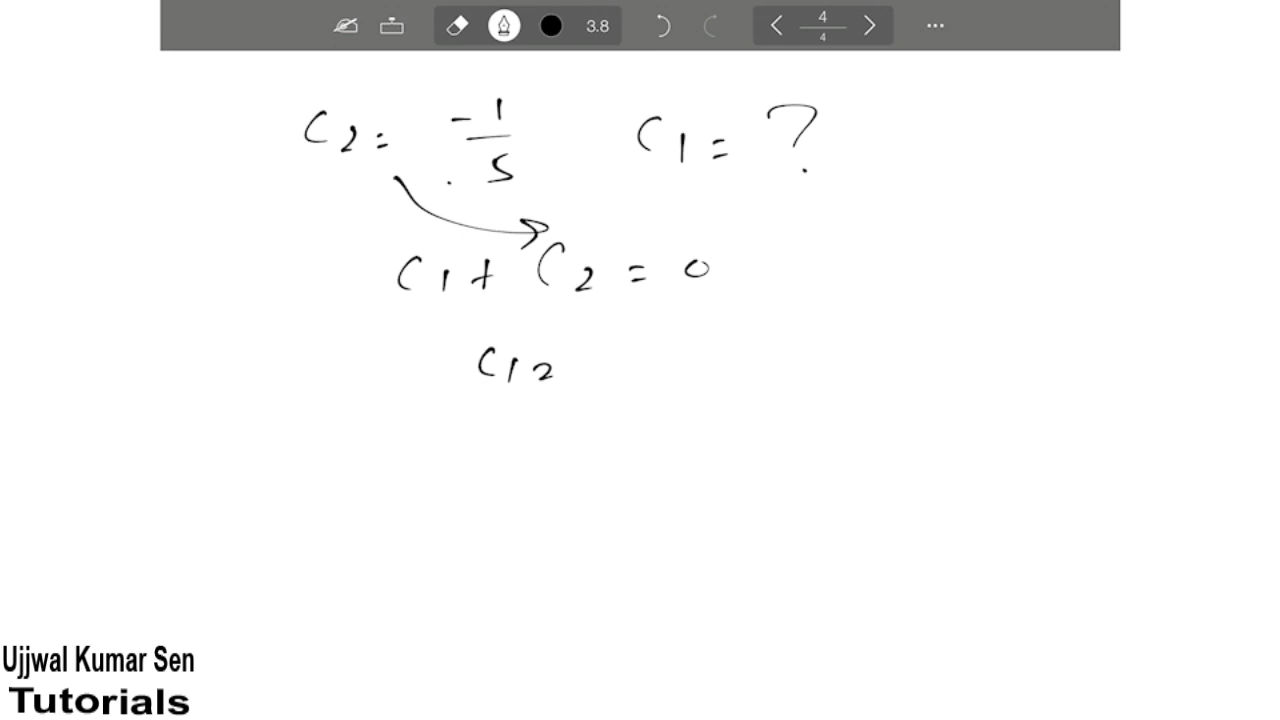 3.8
4
4
C2 = -1/5 C1 = ?
C1 + C2 = 0
C1 2
Ujjwal Kumar Sen
Tutorials